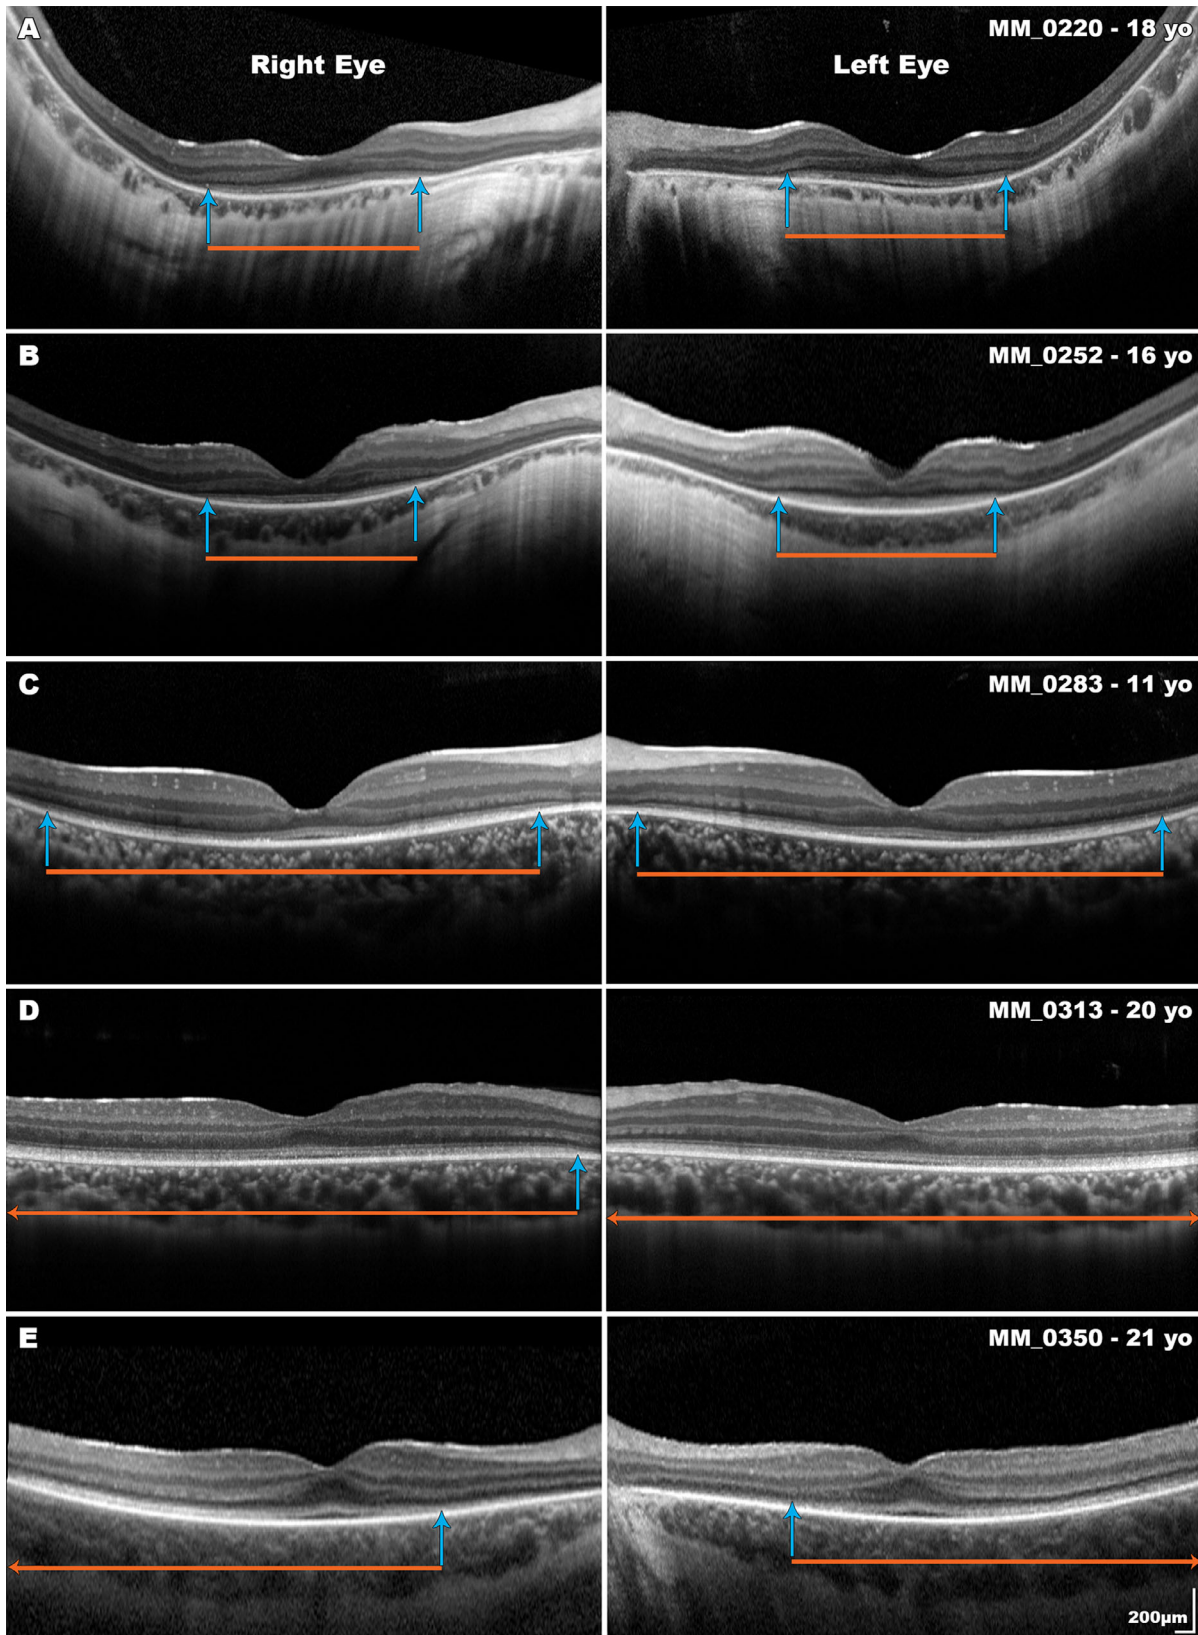 A
MM_0220 - 18 yo
Right Eye
Left Eye
B
MM_0252 - 16 yo
C
MM_0283 - 11 yo
D
MM_0313 - 20 yo
E
MM_0350 - 21 yo
200µm